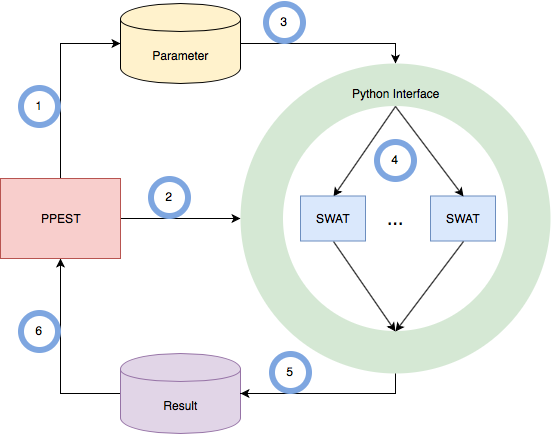 3
Parameter
Python Interface
1
4
2
PPEST
SWAT
...
SWAT
6
5
Result